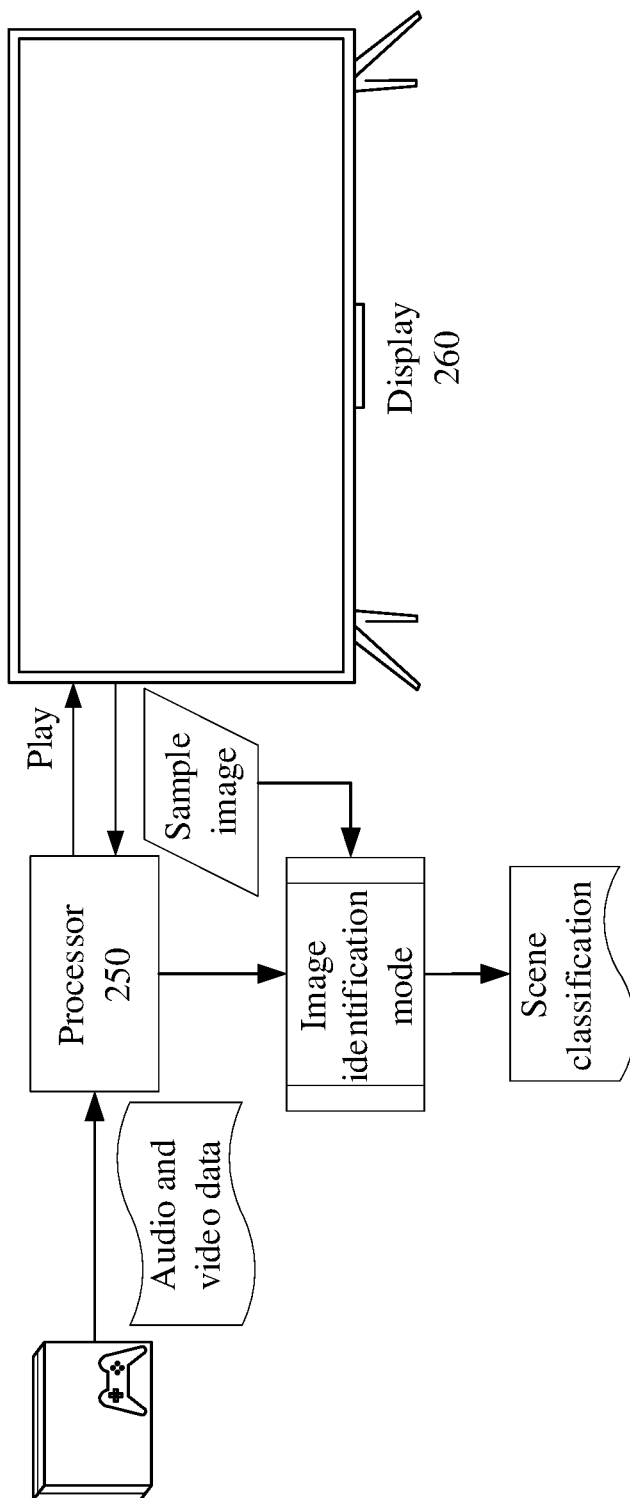 Audio and
video data
Processor
250
Play
Sample
image
Image
identification
mode
Scene
classification
Display
260